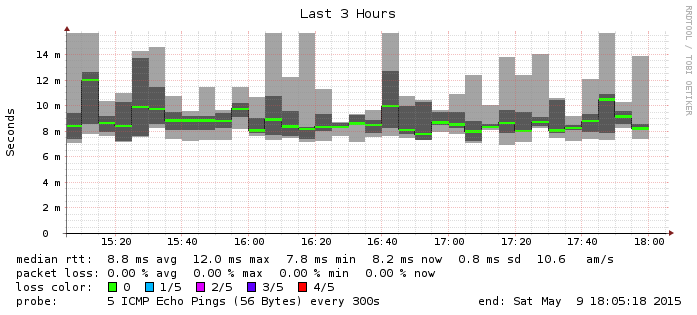 Last 3 Hours
RRDTOOL / TOBI OETIKER
Seconds
14 m
12 m
10 m
8 m
6 m
4 m
2 m
0
15:20 15:40 16:00 16:20 16:40 17:00 17:20 17:40 18:00
median rtt: 8.8 ms avg 12.0 ms max 7.8 ms min 8.2 ms now 0.8 ms sd 10.6 am/s
packet loss: 0.00 % avg 0.00 % max 0.00 % min 0.00 % now
loss color: 0 1/5 2/5 3/5 4/5
probe: 5 ICMP Echo Pings (56 Bytes) every 300s end: Sat May 9 18:05:18 2015